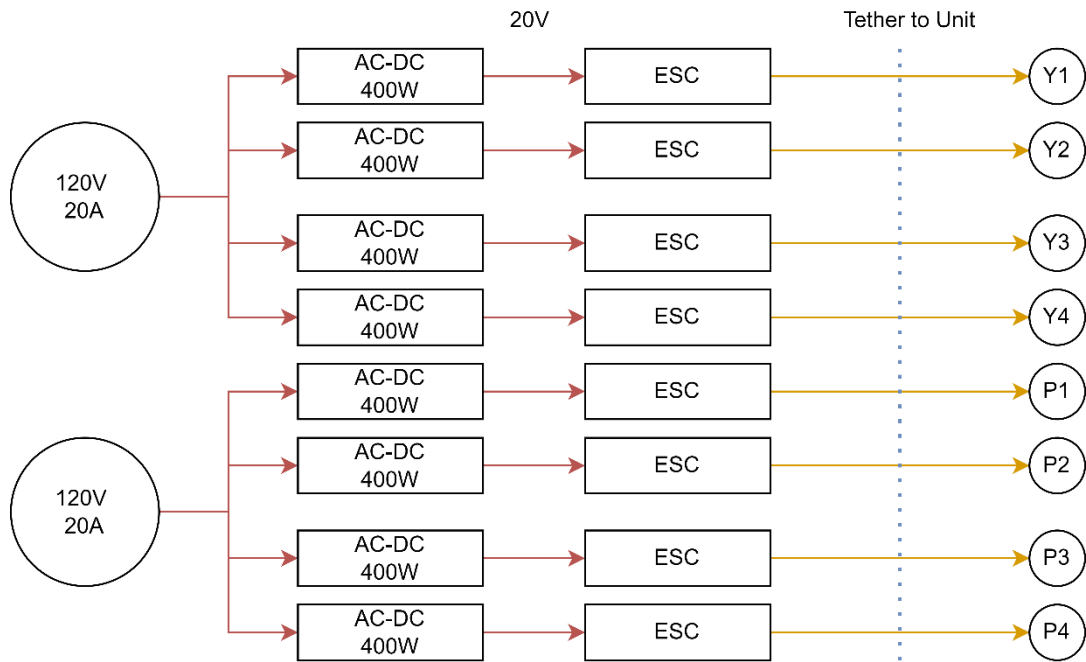 20V
Tether to Unit
AC-DC
400W
ESC
Y1
AC-DC
400W
ESC
Y2
120V
20A
AC-DC
400W
ESC
Y3
AC-DC
400W
ESC
Y4
AC-DC
400W
ESC
P1
AC-DC
400W
ESC
P2
120V
20A
AC-DC
400W
ESC
P3
AC-DC
400W
ESC
P4